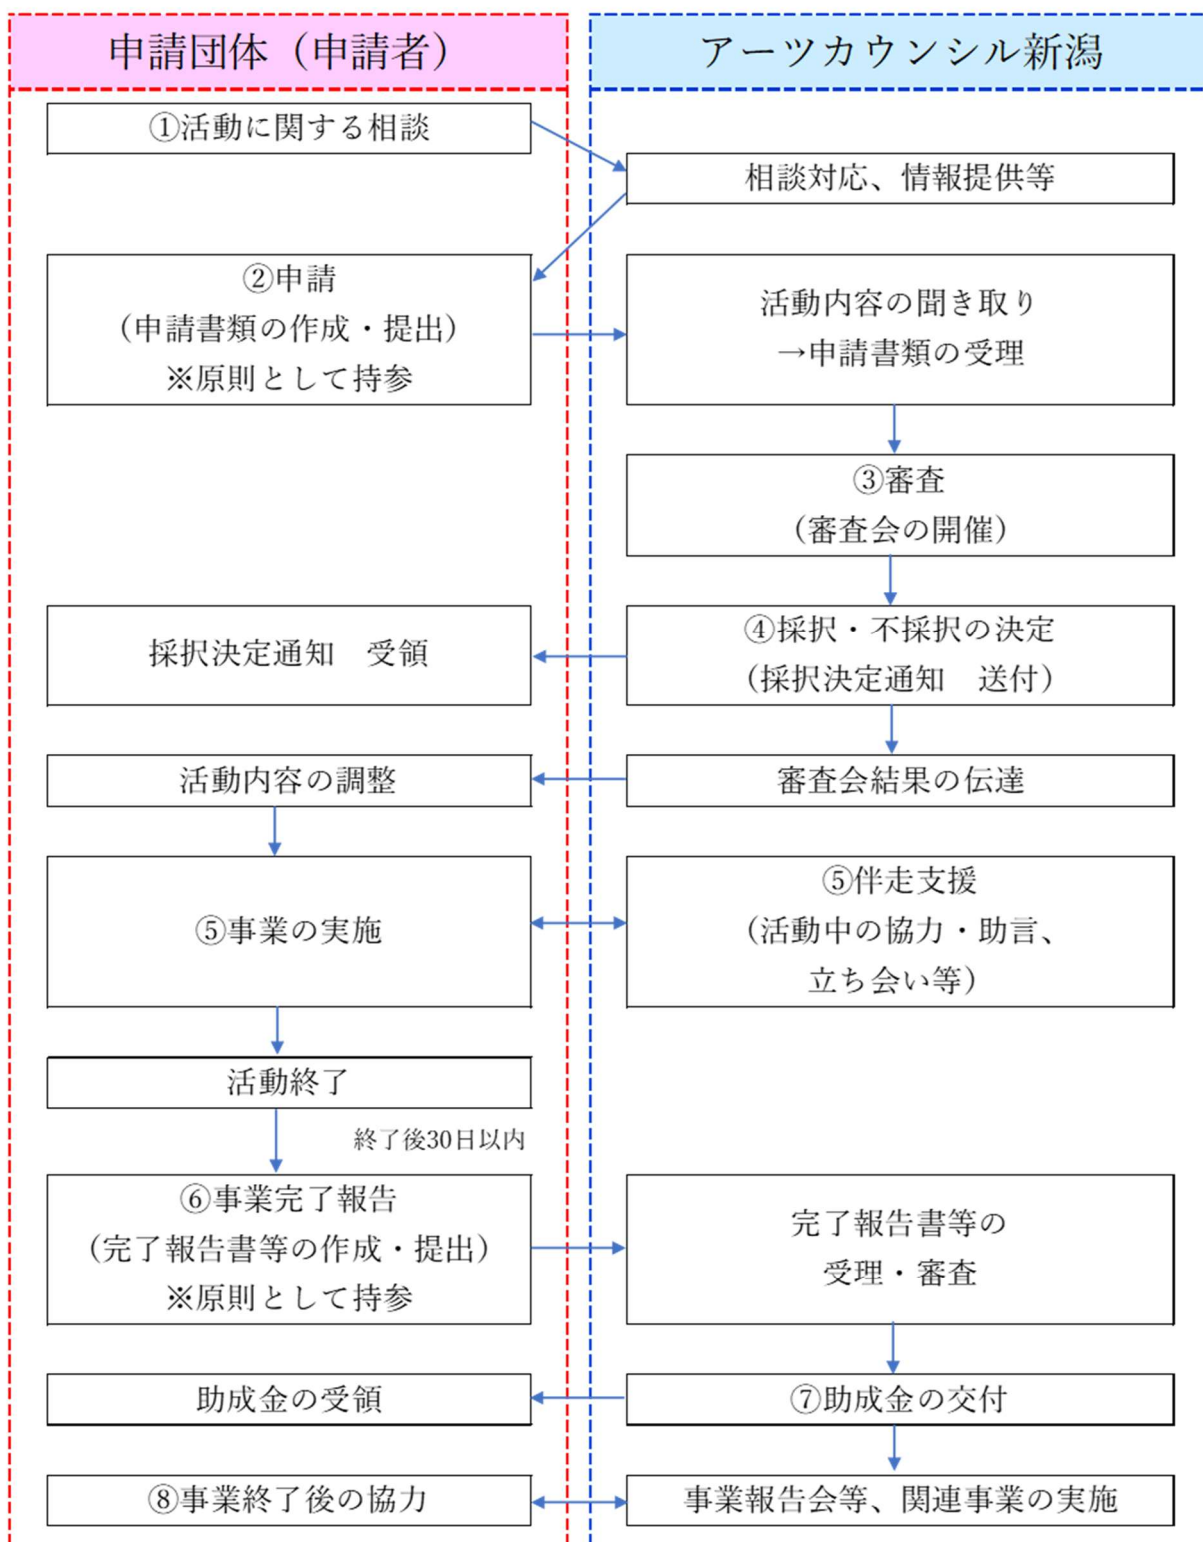 申請団体（申請者）
アーツカウンシル新潟
①活動に関する相談
相談対応、情報提供等
②申請
（申請書類の作成・提出）
※原則として持参
活動内容の聞き取り
→申請書類の受理
③審査
（審査会の開催）
採択決定通知　受領
④採択・不採択の決定
（採択決定通知　送付）
活動内容の調整
審査会結果の伝達
⑤事業の実施
⑤伴走支援
（活動中の協力・助言、
立ち会い等）
活動終了
終了後30日以内
⑥事業完了報告
（完了報告書等の作成・提出）
※原則として持参
完了報告書等の
受理・審査
助成金の受領
⑦助成金の交付
⑧事業終了後の協力
事業報告会等、関連事業の実施